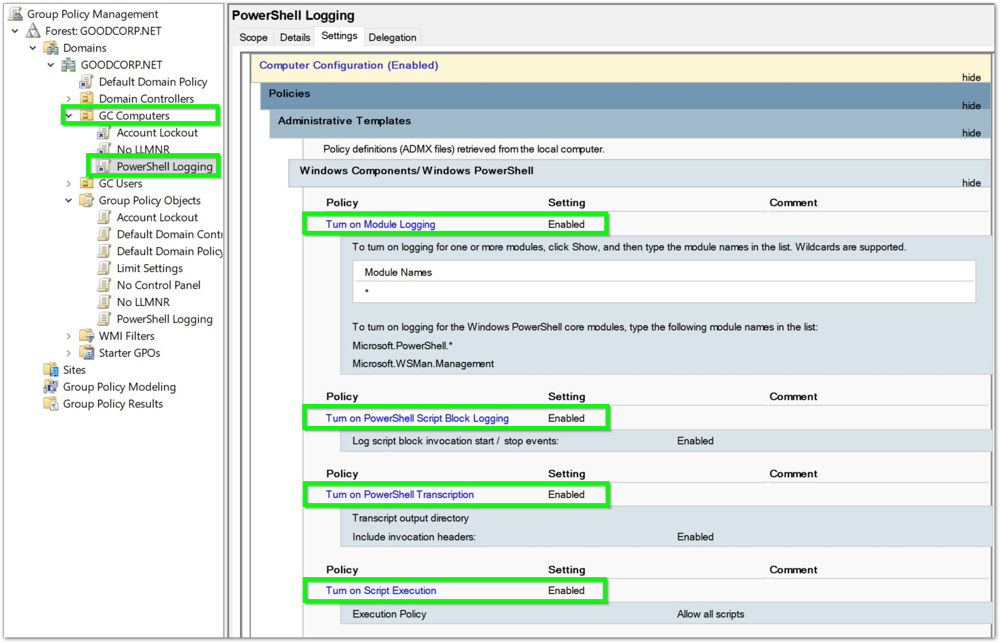 Group Policy Management
Forest: GOODCORP.NET
Domains
GOODCORP.NET
Default Domain Policy
Domain Controllers
GC Computers
Account Lockout
No LLMNR
PowerShell Logging
GC Users
Group Policy Objects
Account Lockout
Default Domain Contr
Default Domain Policy
Limit Settings
No Control Panel
No LLMNR
PowerShell Logging
WMI Filters
Starter GPOs
Sites
Group Policy Modeling
Group Policy Results
PowerShell Logging
Scope Details Settings Delegation
Computer Configuration (Enabled)
hide
Policies
hide
Administrative Templates
hide
Policy definitions (ADMX files) retrieved from the local computer.
Windows Components/Windows PowerShell
hide
Policy Setting Comment
Turn on Module Logging Enabled
To turn on logging for one or more modules, click Show, and then type the module names in the list. Wildcards are supported.
Module Names
*
To turn on logging for the Windows PowerShell core modules, type the following module names in the list:
Microsoft.PowerShell.*
Microsoft.WSMan.Management
Policy Setting Comment
Turn on PowerShell Script Block Logging Enabled
Log script block invocation start / stop events: Enabled
Policy Setting Comment
Turn on PowerShell Transcription Enabled
Transcript output directory
Include invocation headers: Enabled
Policy Setting Comment
Turn on Script Execution Enabled
Execution Policy Allow all scripts